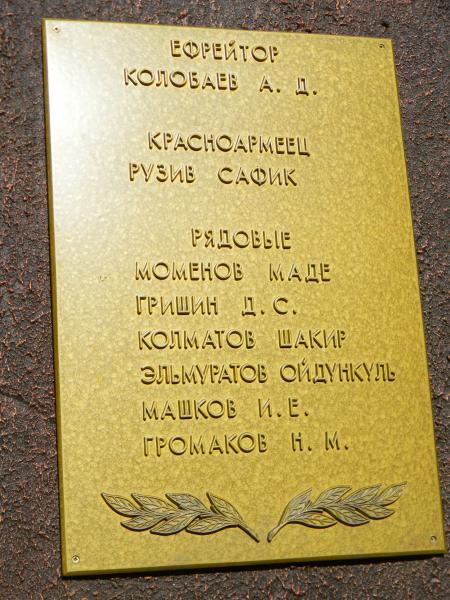 ЕФРЕЙТОР
КОЛОБАЕВ А. Д.
КРАСНОАРМЕЕЦ
РУЗИВ САФИК
РЯДОВЫЕ
МОМЕНОВ МАДЕ
ГРИШИН Д. С.
КОЛМАТОВ ШАКИР
ЭЛЬМУРАТОВ ОЙДУНКУЛЬ
МАШКОВ И. Е.
ГРОМАКОВ Н. М.